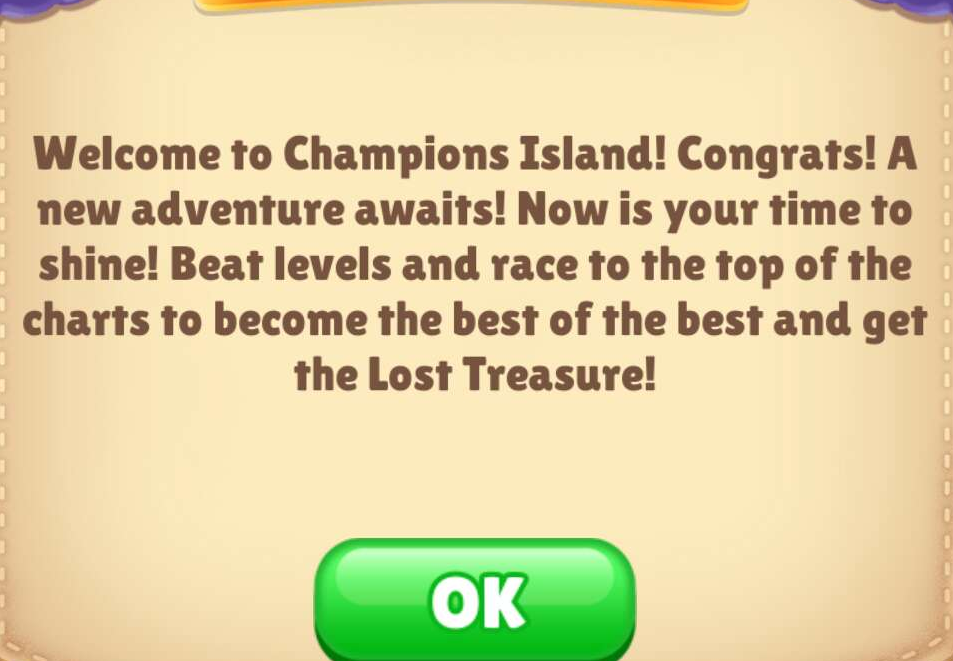 Welcome to Champions Island! Congrats! A
new adventure awaits! Now is your time to
shine! Beat levels and race to the top of the
charts to become the best of the best and get
the Lost Treasure!
OK